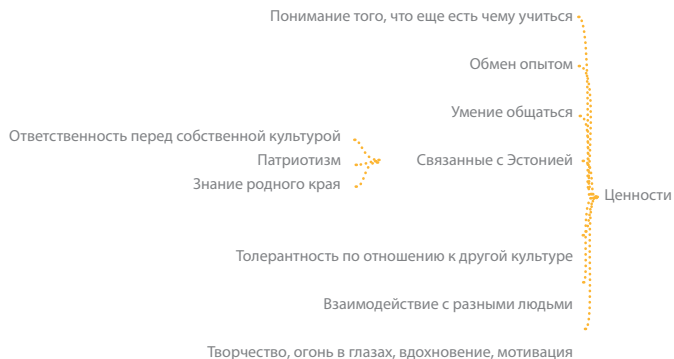 Понимание того, что еще есть чему учиться
Обмен опытом
Умение общаться
Ответственность перед собственной культурой
Патриотизм
Связанные с Эстонией
Знание родного края
Ценности
Толерантность по отношению к другой культуре
Взаимодействие с разными людьми
Творчество, огонь в глазах, вдохновение, мотивация